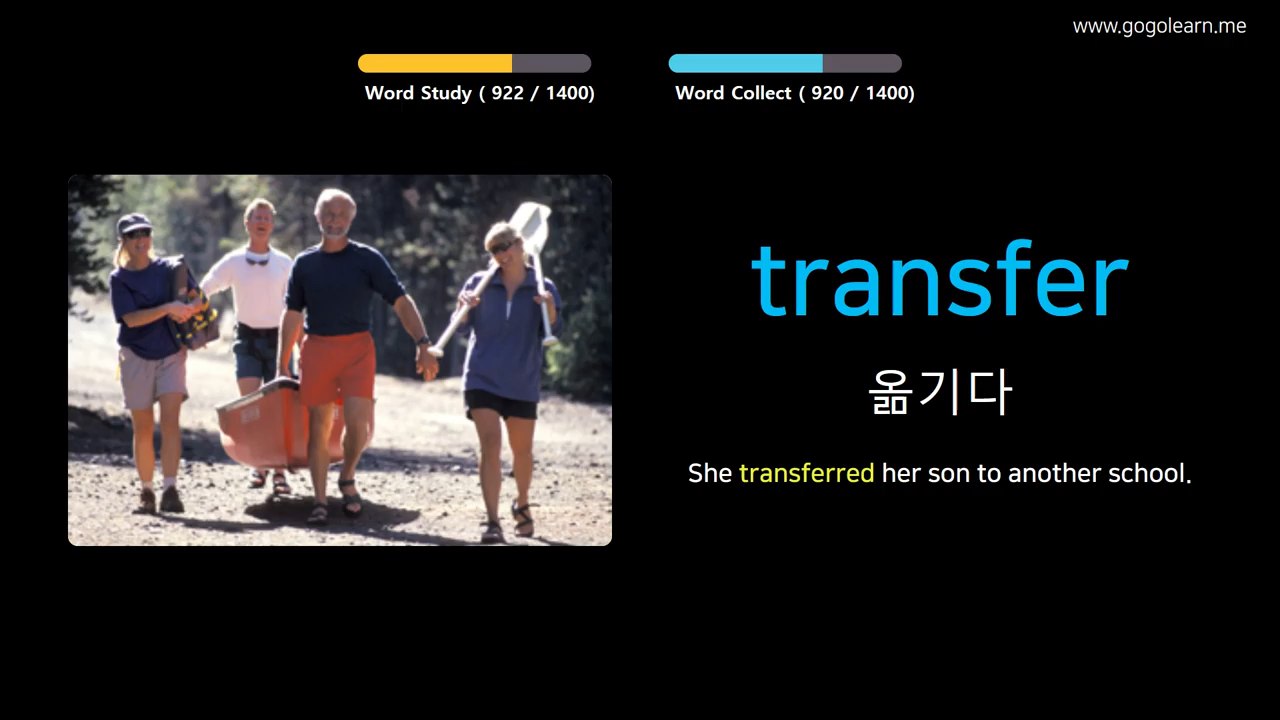 www.gogolearn.me
Word Study ( 922 / 1400)
Word Collect ( 920 / 1400)
transfer
옮기다
She transferred her son to another school.